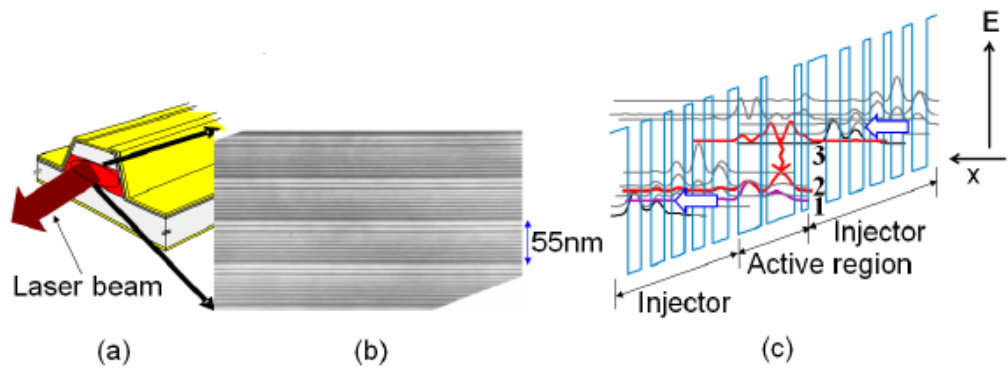 Laser beam
(a)
55nm
(b)
E
x
3
2
1
Injector
Active region
Injector
(c)